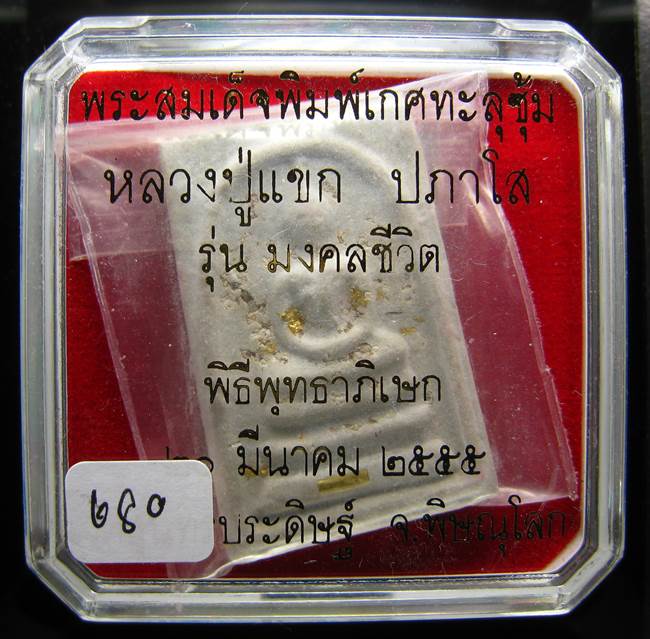 พระสมเด็จพิมพ์เกศทะลุซุ้ม
หลวงปู่แขก ปภาโส
รุ่น มงคลชีวิต
พิธีพุทธาภิเษก
มีนาคม ๒๕๕๕
ประดิษฐ์ จ.พิษณุโลก